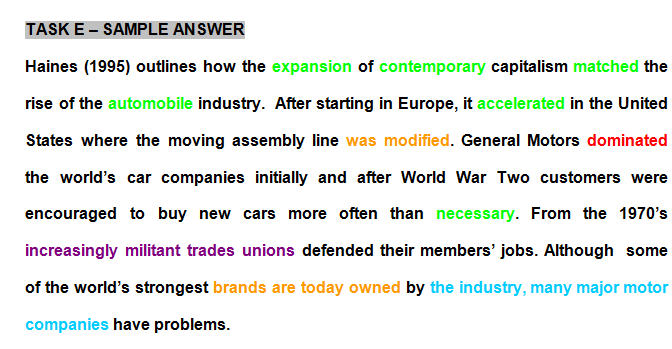 TASK E – SAMPLE ANSWER
Haines (1995) outlines how the expansion of contemporary capitalism matched the
rise of the automobile industry.  After starting in Europe, it accelerated in the United
States where the moving assembly line was modified. General Motors dominated
the world’s car companies initially and after World War Two customers were
encouraged to buy new cars more often than necessary. From the 1970’s
increasingly militant trades unions defended their members’ jobs. Although  some
of the world’s strongest brands are today owned by the industry, many major motor
companies have problems.